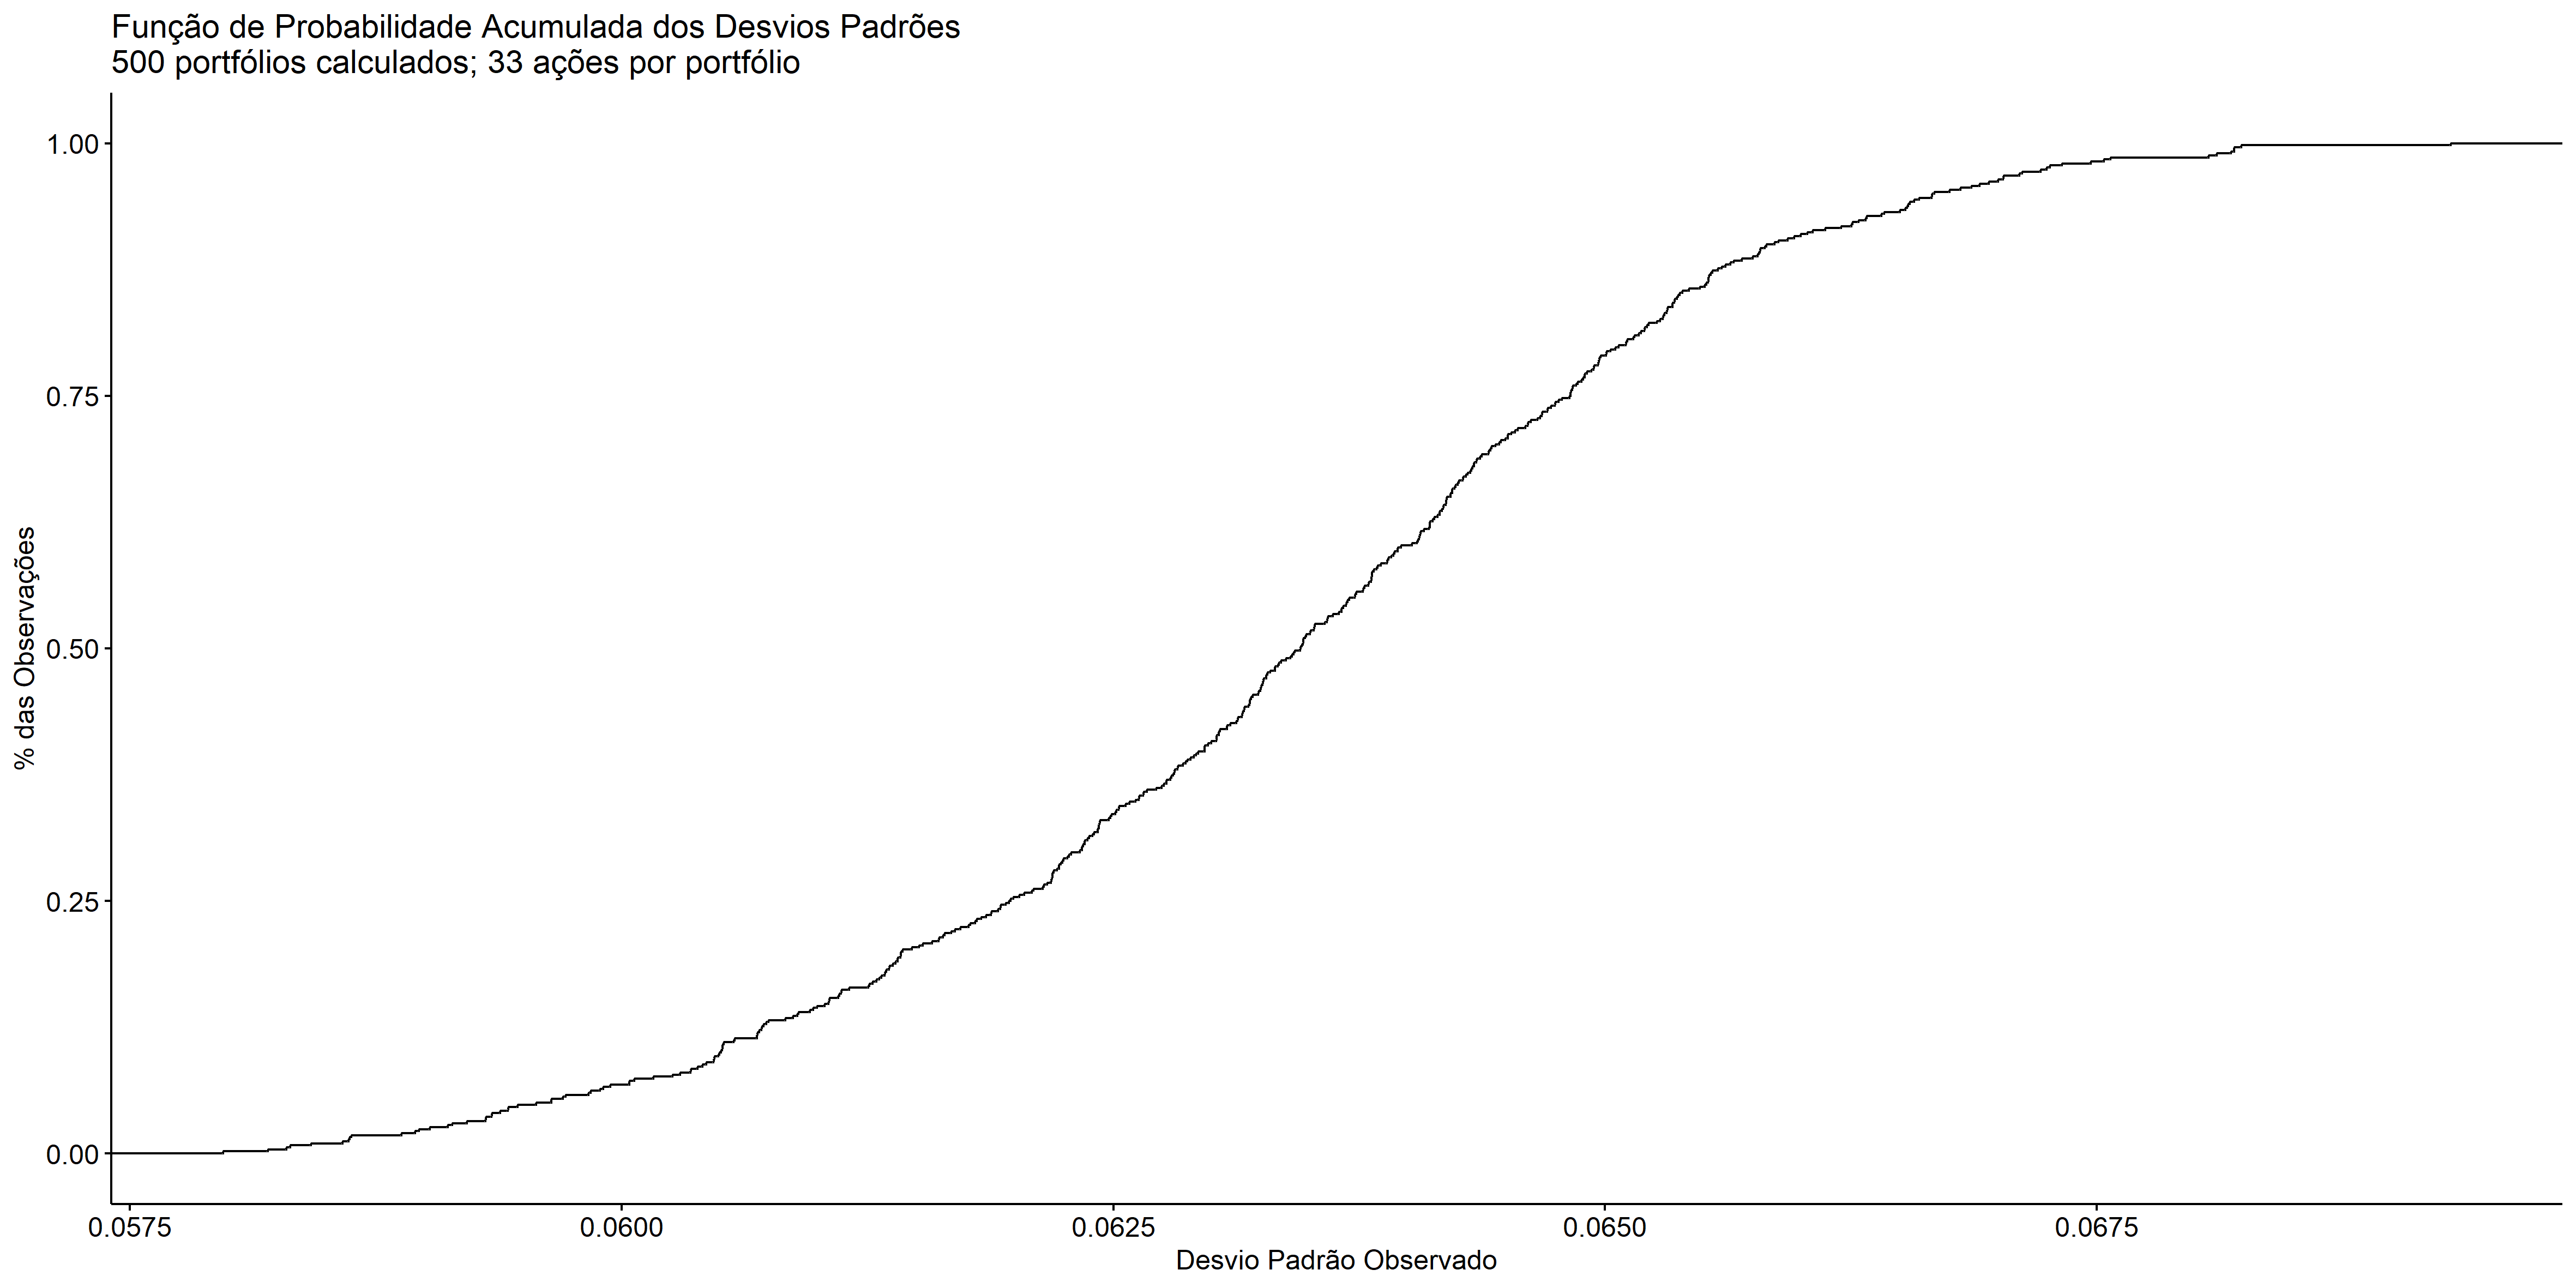 Função de Probabilidade Acumulada dos Desvios Padrões
500 portfólios calculados; 33 ações por portfólio
1.00
0.75
0.50
0.25
0.00
% das Observações
0.0575
0.0600
0.0625
0.0650
0.0675
Desvio Padrão Observado